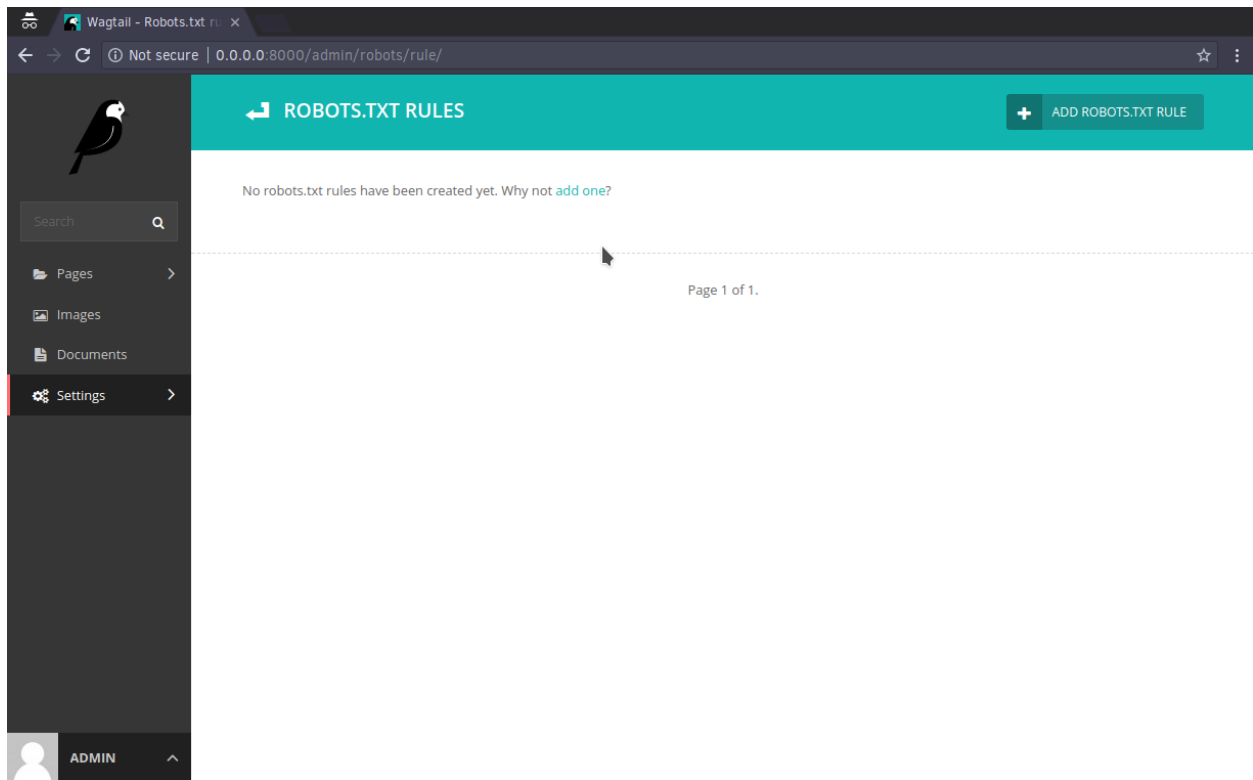 Wagtail - Robots.txt ru
Not secure | 0.0.0.0:8000/admin/robots/rule/
ROBOTS.TXT RULES
ADD ROBOTS.TXT RULE
No robots.txt rules have been created yet. Why not add one?
Search
Pages
Page 1 of 1.
Images
Documents
Settings
ADMIN